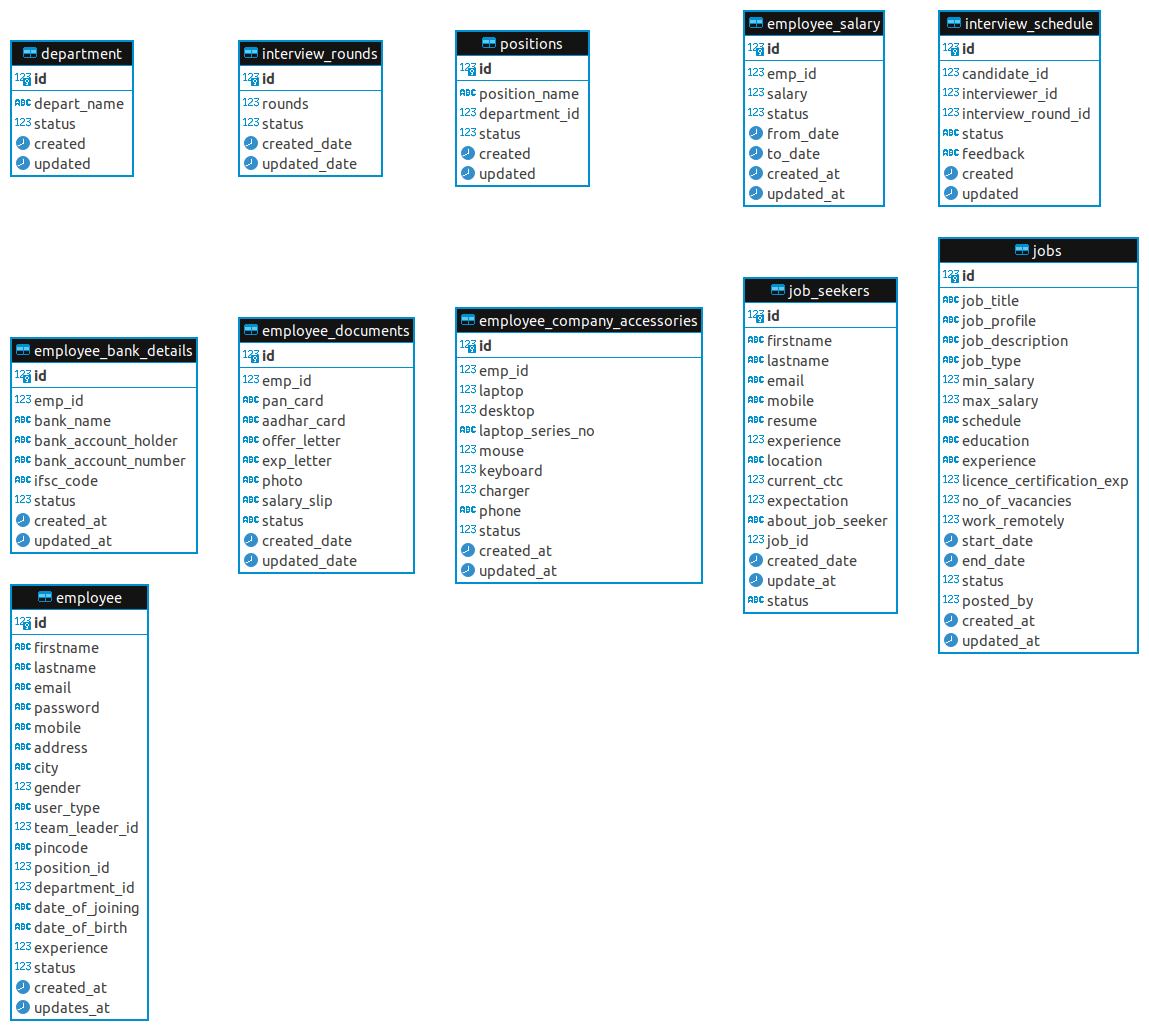 department
id
depart_name
status
created
updated
interview_rounds
id
rounds
status
created_date
updated_date
positions
id
position_name
department_id
status
created
updated
employee_salary
id
emp_id
salary
status
from_date
to_date
created_at
updated_at
interview_schedule
id
candidate_id
interviewer_id
interview_round_id
status
feedback
created
updated
employee_bank_details
id
emp_id
bank_name
bank_account_holder
bank_account_number
ifsc_code
status
created_at
updated_at
employee_documents
id
emp_id
pan_card
aadhar_card
offer_letter
exp_letter
photo
salary_slip
status
created_date
updated_date
employee_company_accessories
id
emp_id
laptop
desktop
laptop_series_no
mouse
keyboard
charger
phone
status
created_at
updated_at
job_seekers
id
firstname
lastname
email
mobile
resume
experience
location
current_ctc
expectation
about_job_seeker
job_id
created_date
update_at
status
jobs
id
job_title
job_profile
job_description
job_type
min_salary
max_salary
schedule
education
experience
licence_certification_exp
no_of_vacancies
work_remotely
start_date
end_date
status
posted_by
created_at
updated_at
employee
id
firstname
lastname
email
password
mobile
address
city
gender
user_type
team_leader_id
pincode
position_id
department_id
date_of_joining
date_of_birth
experience
status
created_at
updates_at